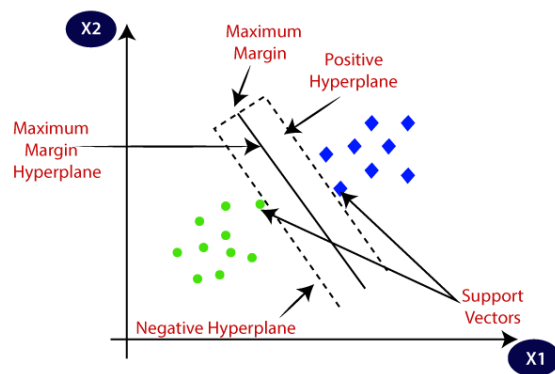 X2
Maximum
Margin
Positive
Hyperplane
Maximum
Margin
Hyperplane
Support
Vectors
Negative Hyperplane
X1